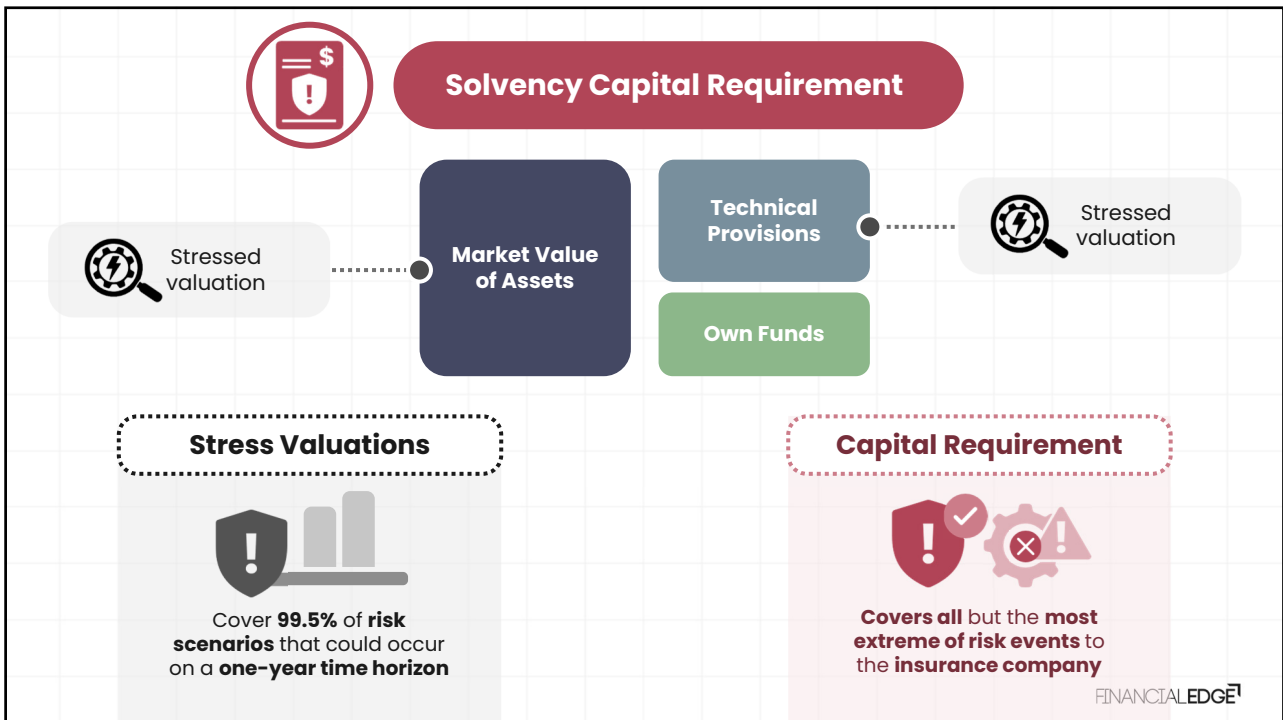 $
Solvency Capital Requirement
Stressed
valuation
Market Value
of Assets
Technical
Provisions
Own Funds
Stressed
valuation
Stress Valuations
Cover 99.5% of risk
scenarios that could occur
on a one-year time horizon
Capital Requirement
Covers all but the most
extreme of risk events to
the insurance company
FINANCIALEDGE